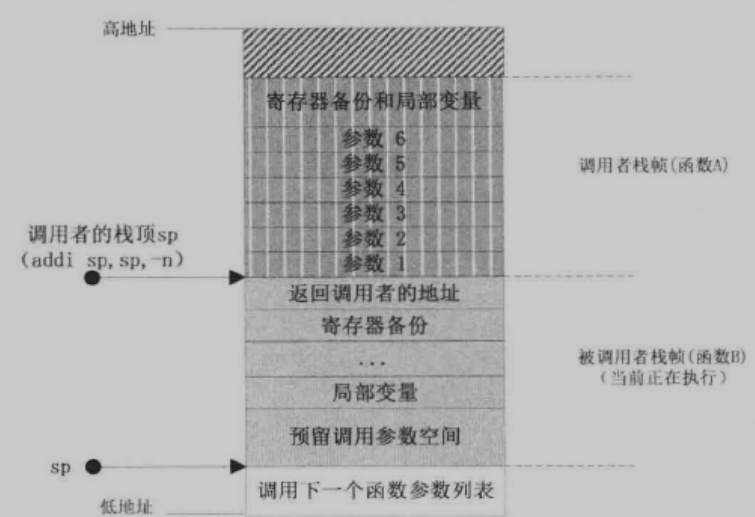 高地址
寄存器备份和局部变量
参数 6
参数 5
参数 4
参数 3
参数 2
参数 1
调用者栈帧(函数A)
调用者的栈顶sp
(addi sp,sp,-n)
返回调用者的地址
寄存器备份
...
局部变量
预留调用参数空间
被调用者栈帧(函数B)
(当前正在执行)
sp
调用下一个函数参数列表
低地址